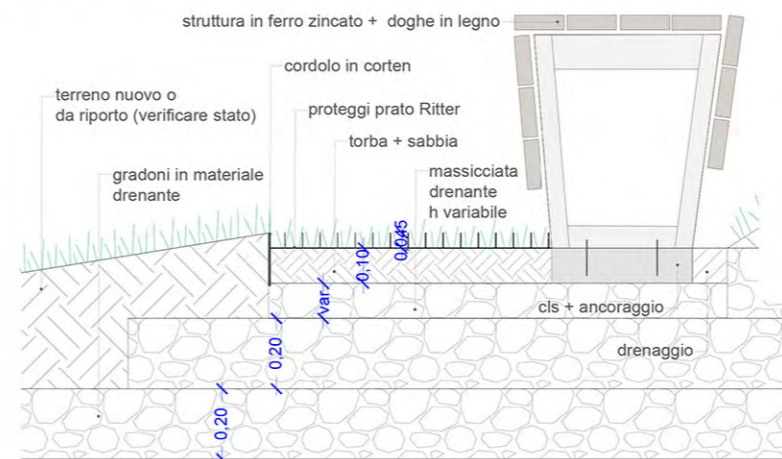 struttura in ferro zincato + doghe in legno
cordolo in corten
terreno nuovo o
da riporto (verificare stato)
proteggi prato Ritter
torba + sabbia
gradoni in materiale
drenante
massicciata
drenante
h variabile
0,045
0,10
var
cls + ancoraggio
0,20
drenaggio
0,20